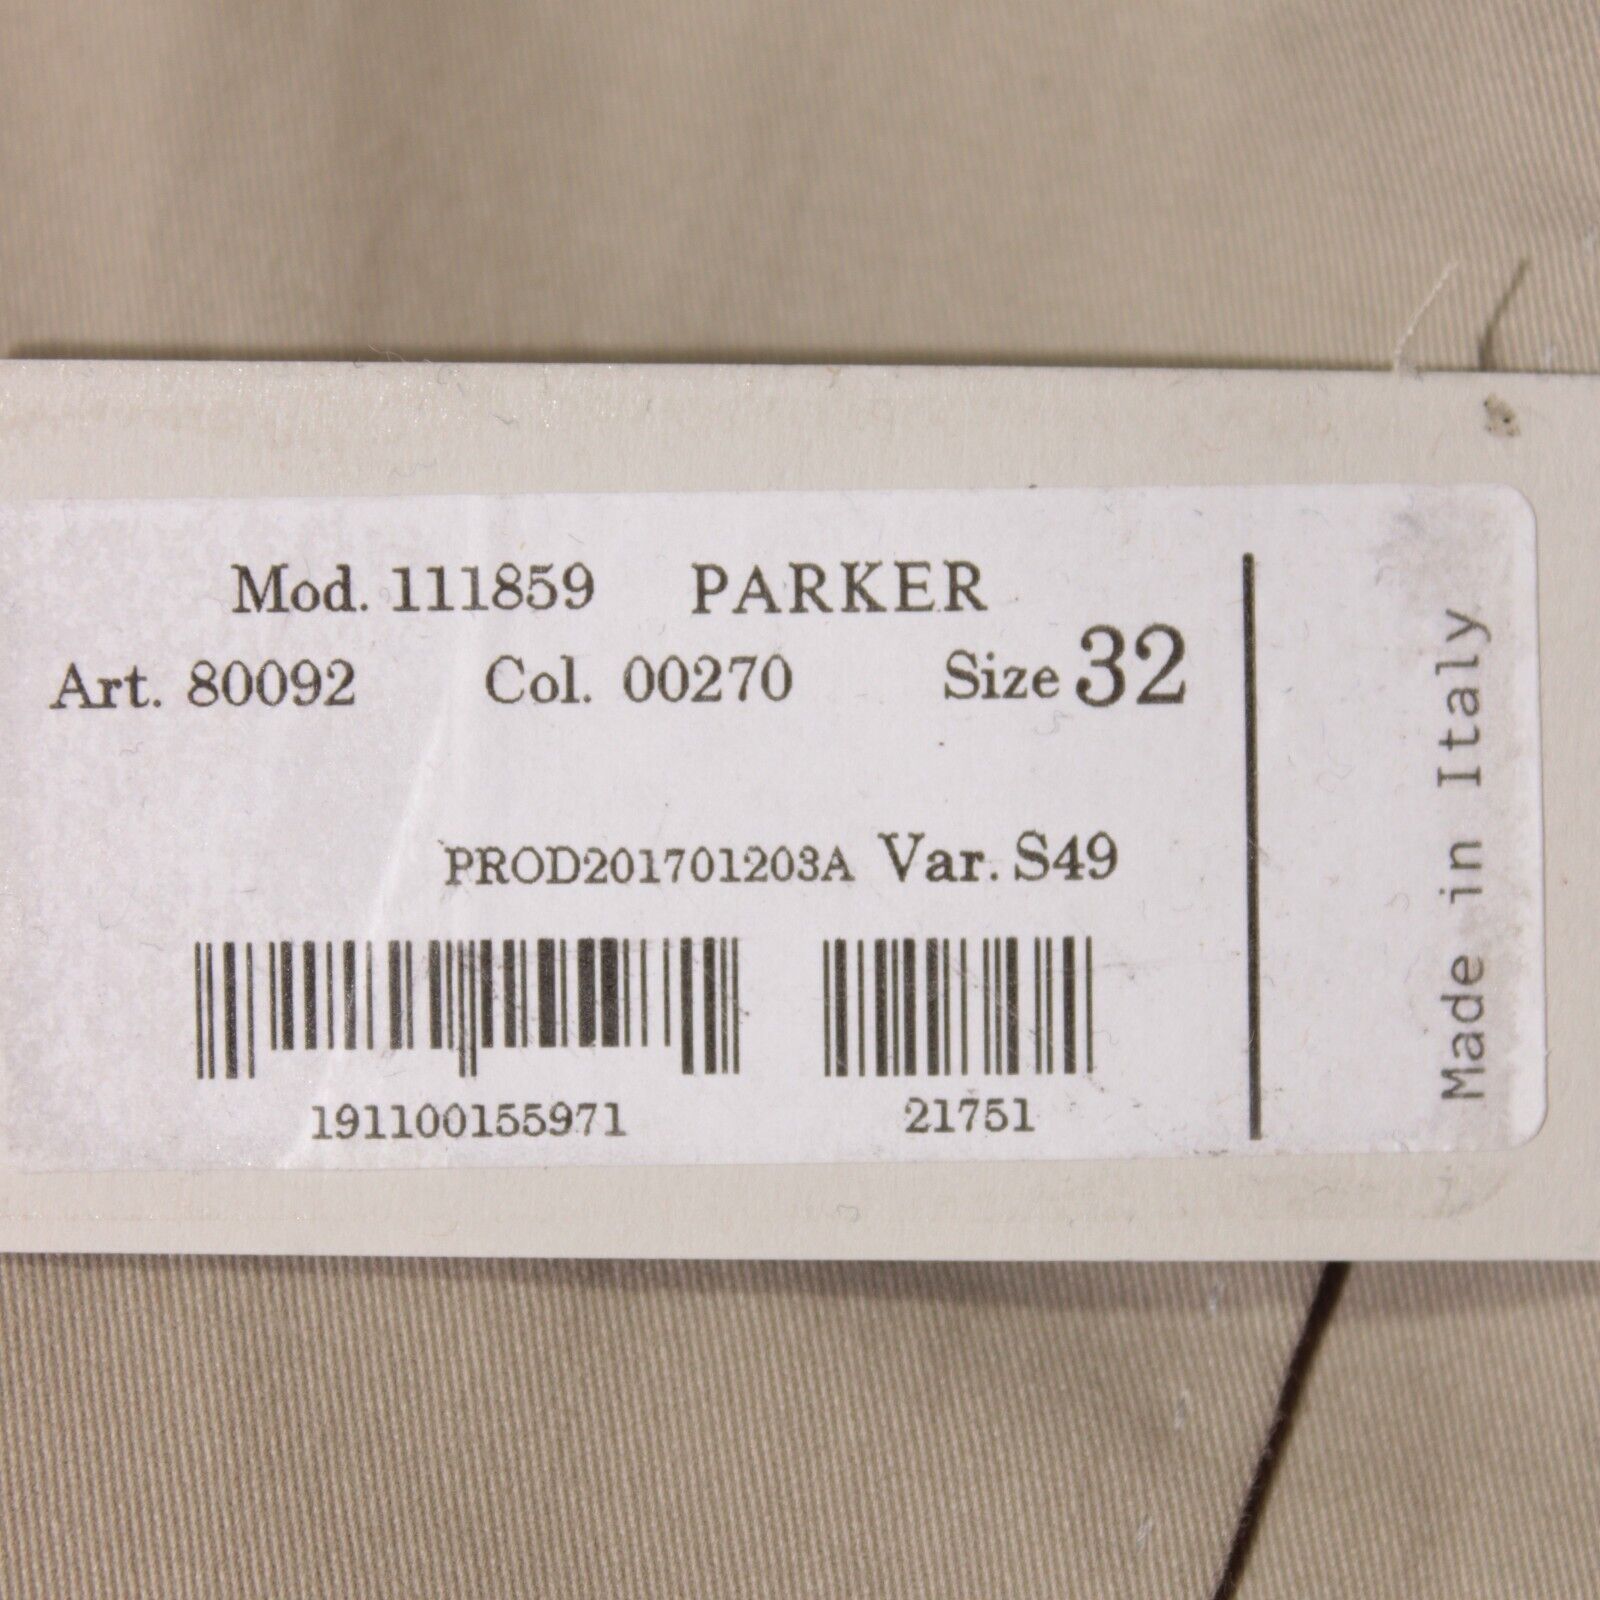 Mod. 111859 PARKER
Art. 80092 Col. 00270 Size 32
PROD201701203A Var. S49
191100155971 21751
Made in Italy